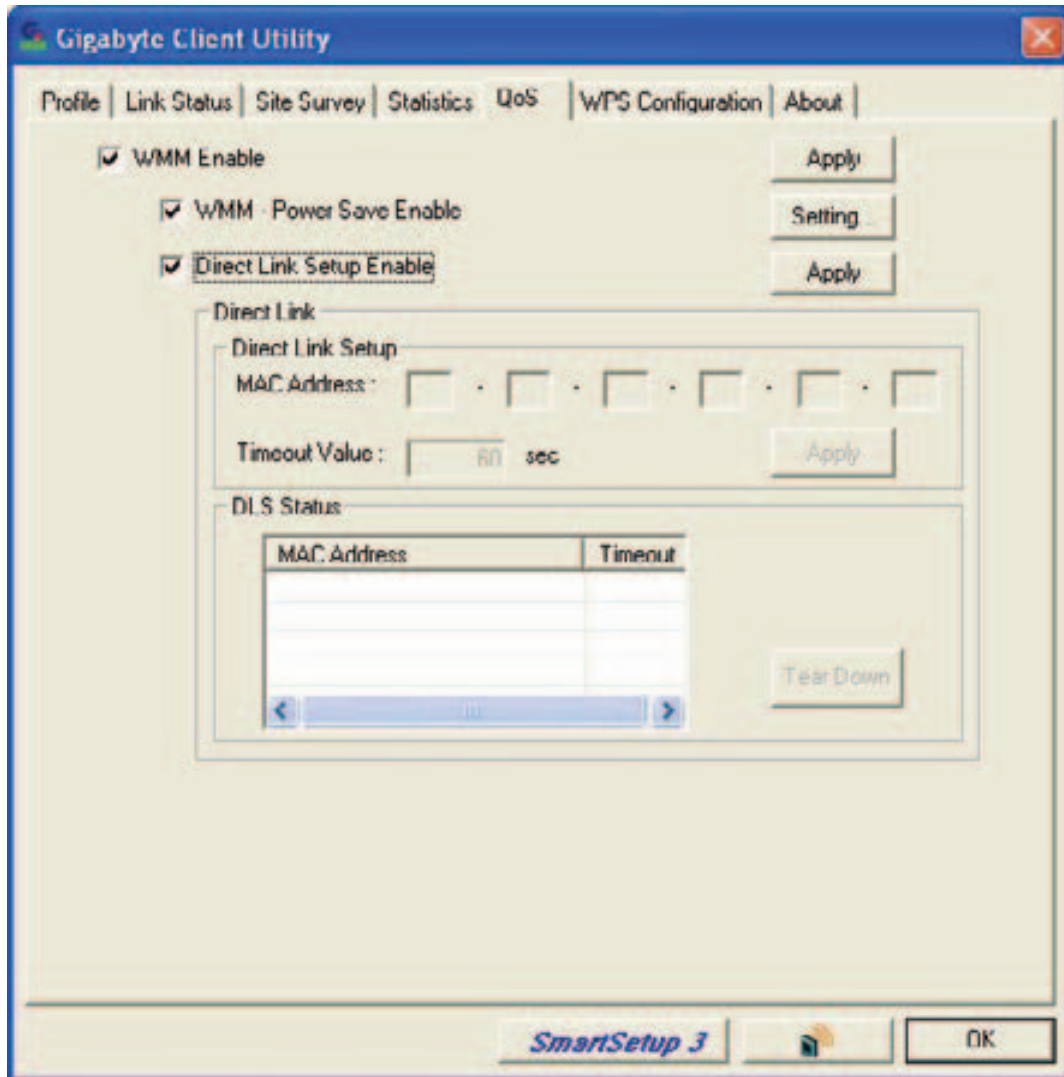 Gigabyte Client Utility
Profile Link Status Site Survey Statistics QoS WPS Configuration About
WMM Enable Apply
WMM - Power Save Enable Setting...
Direct Link Setup Enable Apply
Direct Link
Direct Link Setup
MAC Address : - - - - -
Timeout Value : 60 sec Apply
DLS Status
MAC Address Timeout
Tear Down
SmartSetup 3 OK